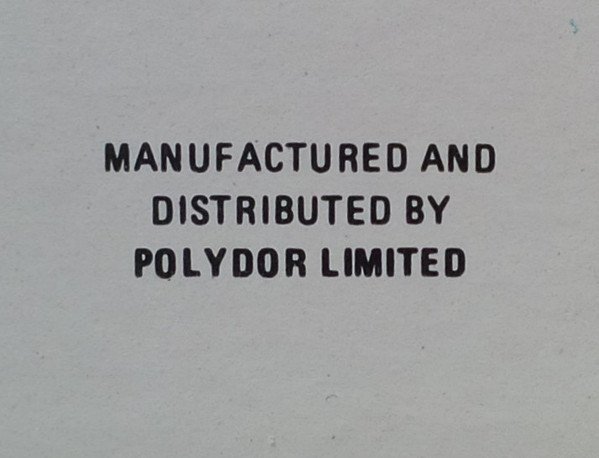 MANUFACTURED AND
DISTRIBUTED BY
POLYDOR LIMITED